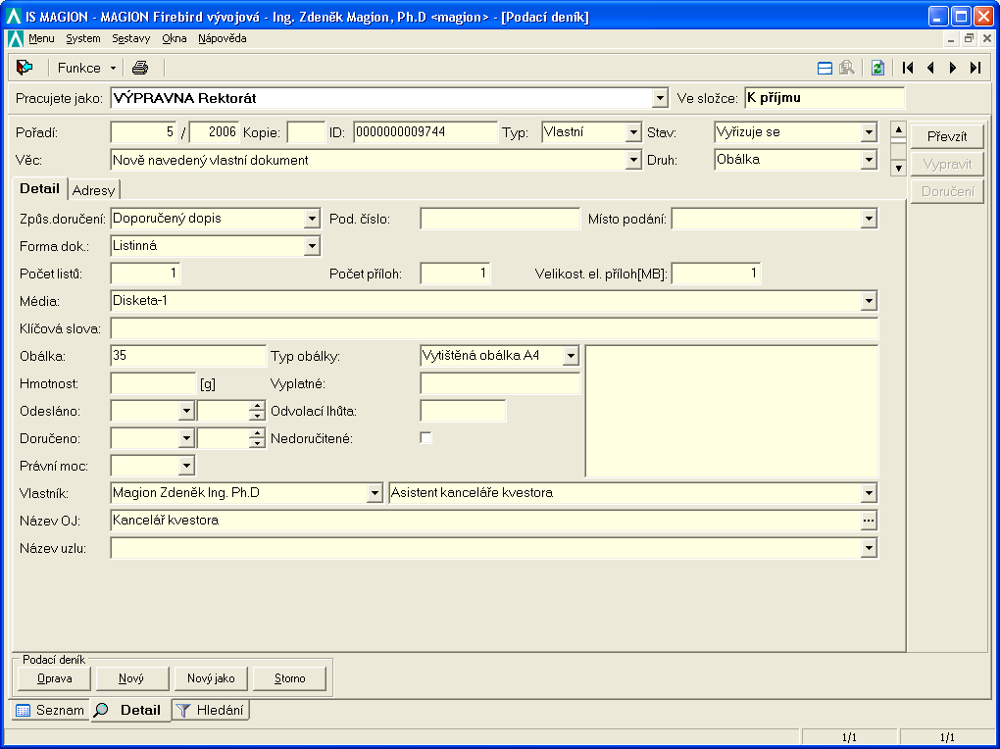 IS MAGION - MAGION Firebird vývojová - Ing. Zdeněk Magion, Ph.D <magion> - [Podací deník]
Menu System Sestavy Okna Nápověda
Funkce
Pracujete jako: VÝPRAVNA Rektorát Ve složce: K příjmu
Pořadí: 5 / 2006 Kopie: ID: 0000000009744 Typ: Vlastní Stav: Vyřizuje se Převzít
Věc: Nově navedený vlastní dokument Druh: Obálka Vypravit
Doručení
Detail Adresy
Způs.doručení: Doporučený dopis Pod. číslo: Místo podání:
Forma dok.: Listinná
Počet listů: 1 Počet příloh: 1 Velikost. el. příloh[MB]: 1
Média: Disketa-1
Klíčová slova:
Obálka: 35 Typ obálky: Vytištěná obálka A4
Hmotnost: [g] Vyplatné:
Odesláno: Odvolací lhůta:
Doručeno: Nedoručitené:
Právní moc:
Vlastník: Magion Zdeněk Ing. Ph.D Asistent kanceláře kvestora
Název OJ: Kancelář kvestora ...
Název uzlu:
Podací deník
Oprava Nový Nový jako Storno
Seznam Detail Hledání
1/1 1/1